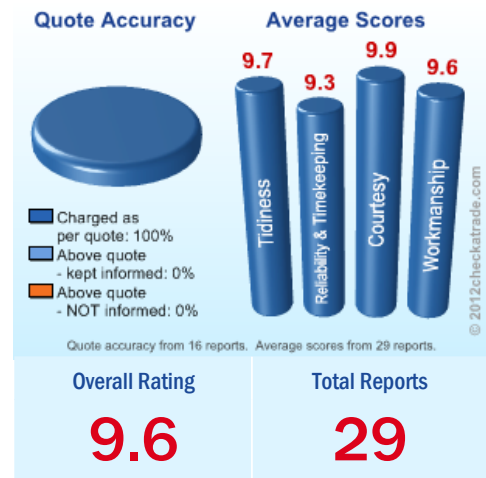 Quote Accuracy
Charged as
per quote: 100%
Above quote
- kept informed: 0%
Above quote
- NOT informed: 0%
Average Scores
9.7
9.3
9.9
9.6
Tidiness
Reliability & Timekeeping
Courtesy
Workmanship
© 2012checkatrade.com
Quote accuracy from 16 reports. Average scores from 29 reports.
Overall Rating
9.6
Total Reports
29